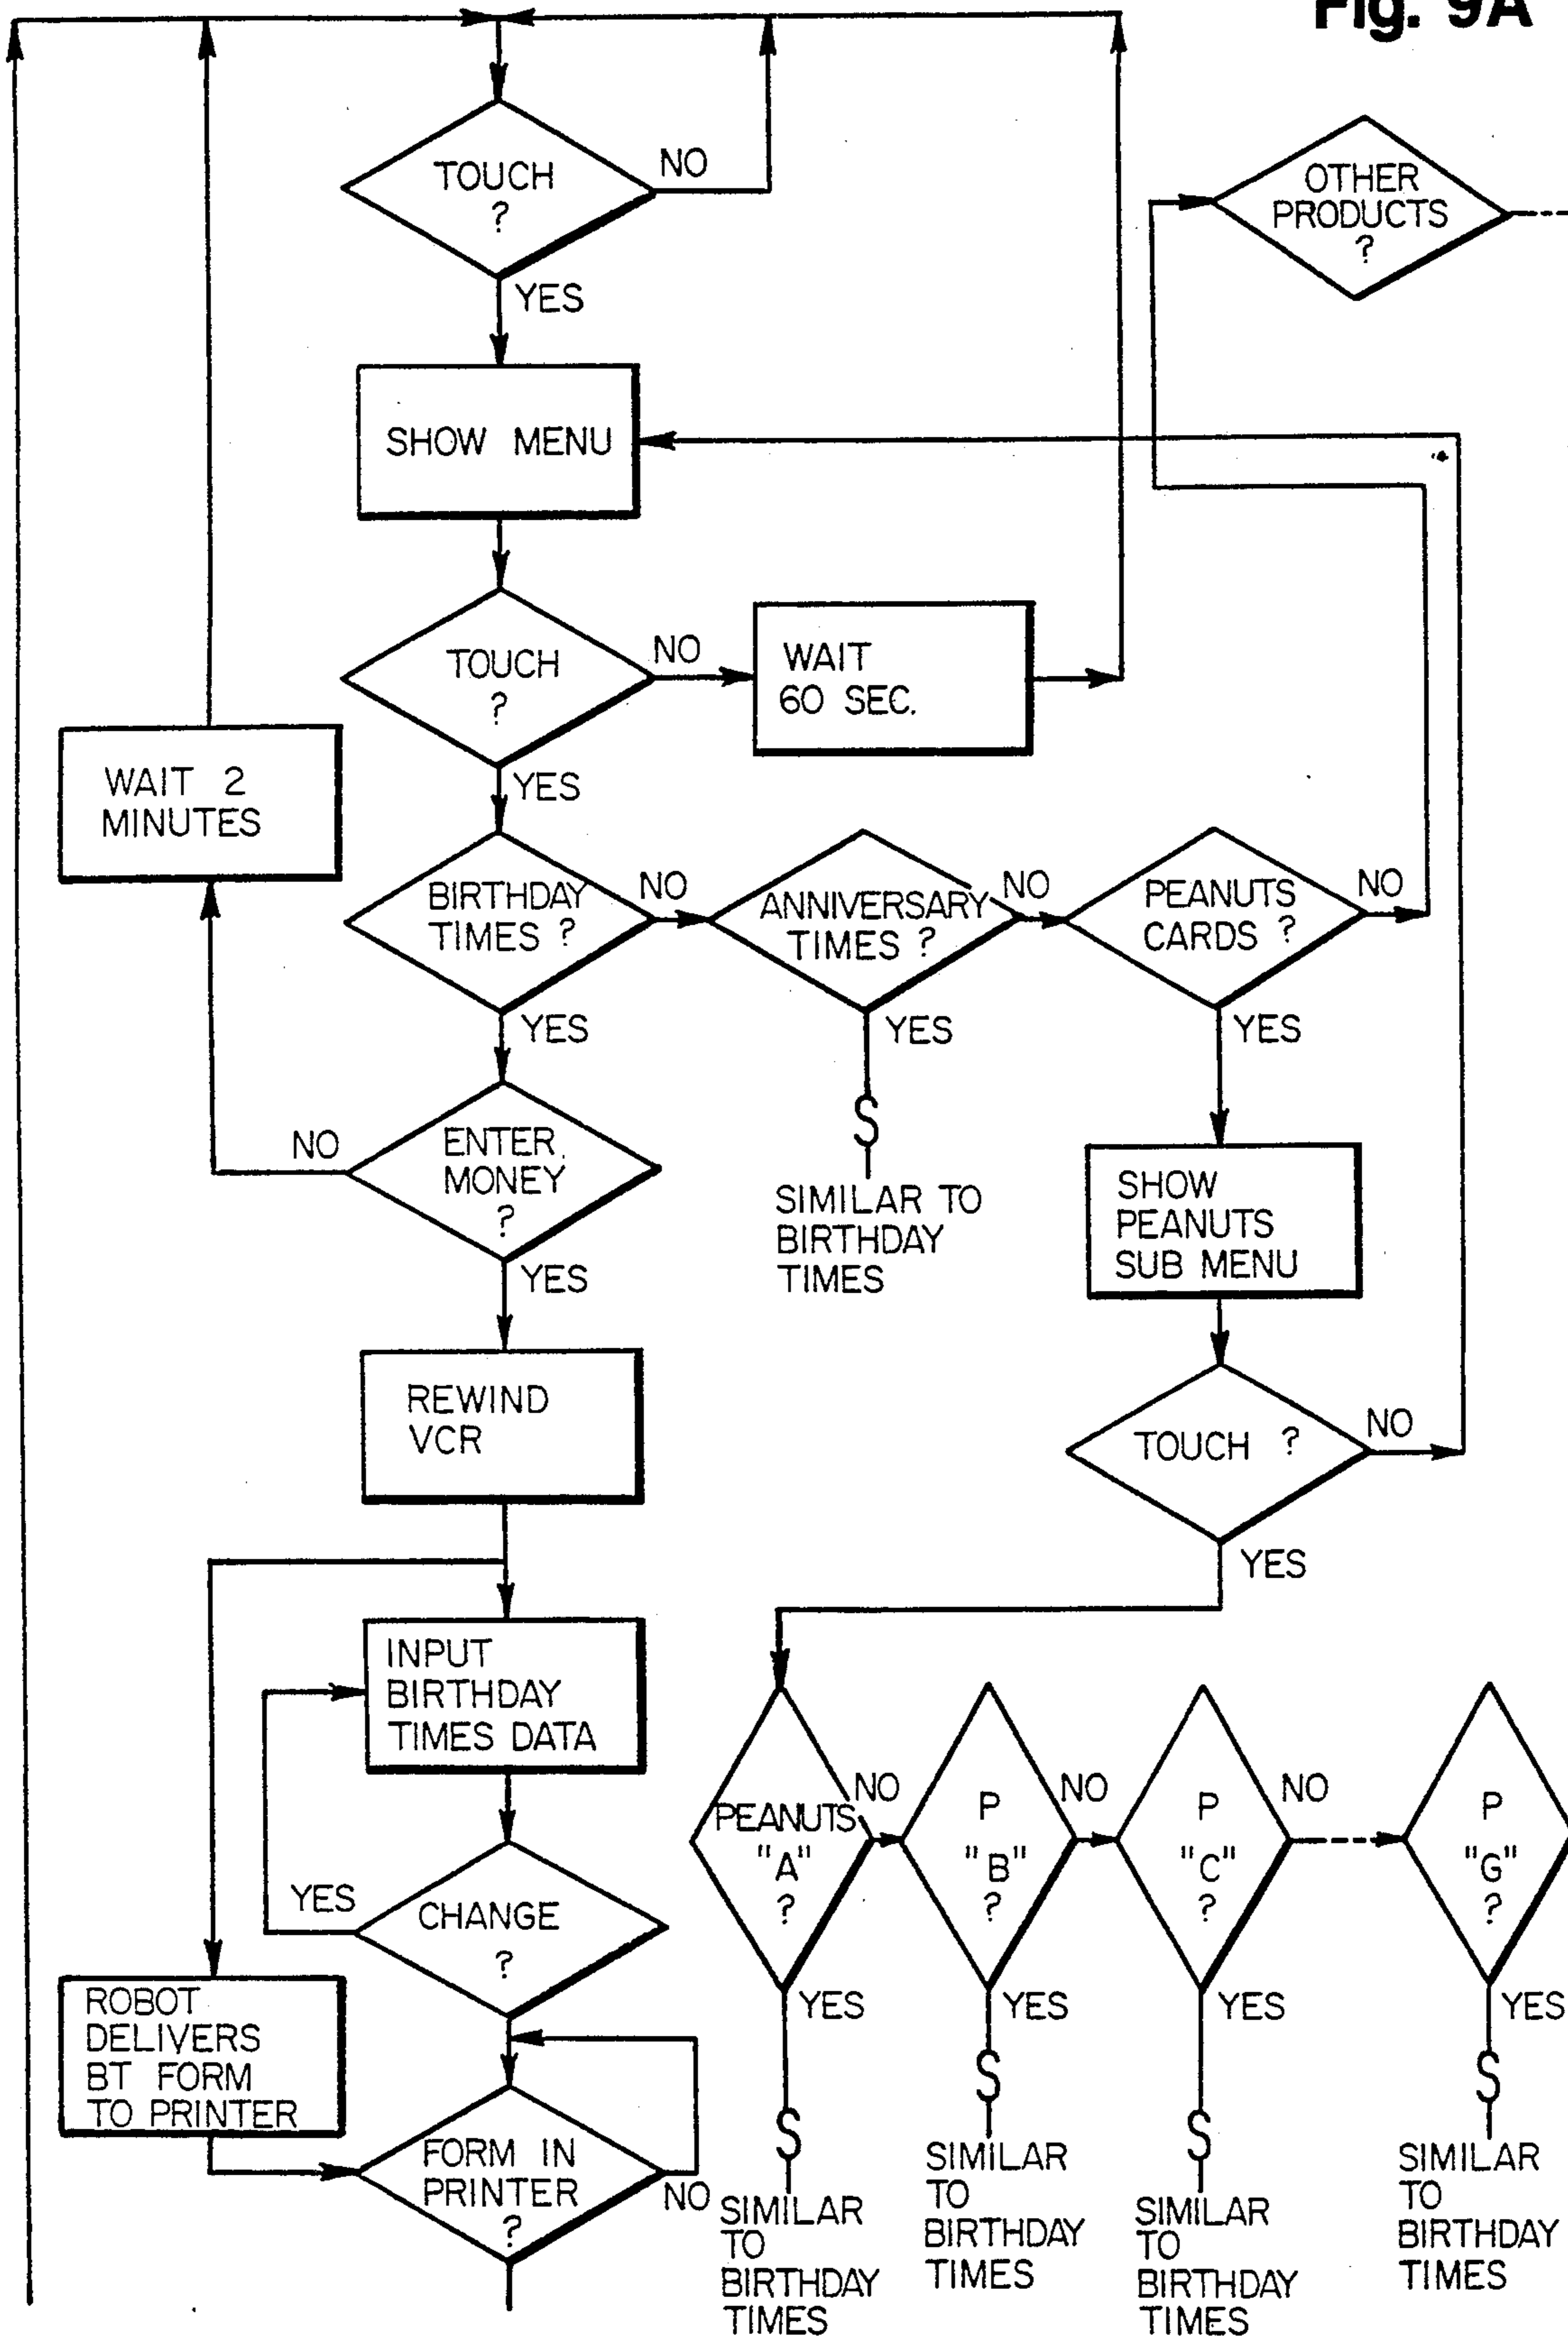 Fig. 9A
TOUCH
?
NO
YES
OTHER
PRODUCTS
?
SHOW MENU
TOUCH
?
NO
WAIT
60 SEC.
YES
WAIT 2
MINUTES
BIRTHDAY
TIMES ?
NO
ANNIVERSARY
TIMES ?
NO
PEANUTS
CARDS ?
NO
YES
YES
YES
ENTER
MONEY
?
NO
YES
S
SIMILAR TO
BIRTHDAY
TIMES
SHOW
PEANUTS
SUB MENU
REWIND
VCR
TOUCH ?
NO
YES
INPUT
BIRTHDAY
TIMES DATA
CHANGE
?
YES
ROBOT
DELIVERS
BT FORM
TO PRINTER
FORM IN
PRINTER
?
NO
PEANUTS
"A"
?
NO
P
"B"
?
NO
P
"C"
?
NO
P
"G"
?
YES
YES
YES
YES
S
S
S
S
SIMILAR
TO
BIRTHDAY
TIMES
SIMILAR
TO
BIRTHDAY
TIMES
SIMILAR
TO
BIRTHDAY
TIMES
SIMILAR
TO
BIRTHDAY
TIMES